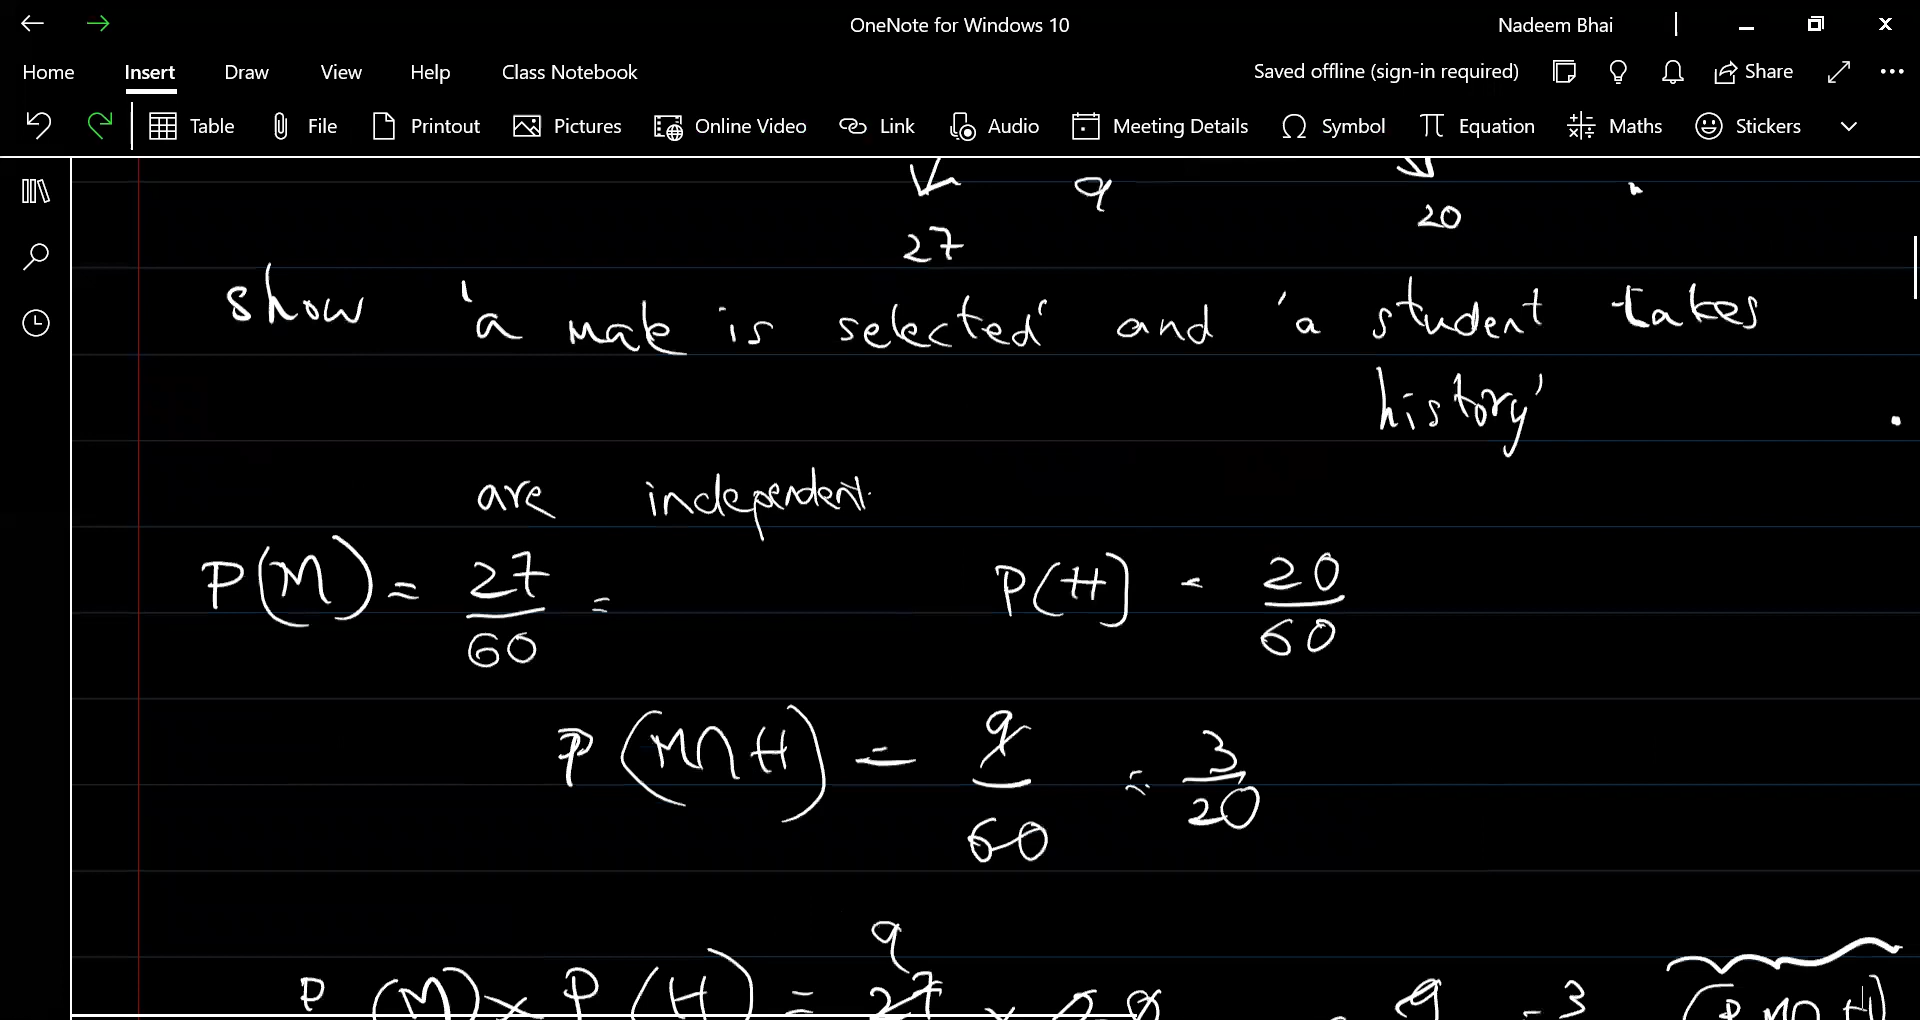 OneNote for Windows 10 Nadeem Bhai
Home Insert Draw View Help Class Notebook Saved offline (sign-in required) Share
Table File Printout Pictures Online Video Link Audio Meeting Details Symbol Equation Maths Stickers
9 20
27
show 'a male is selected' and 'a student takes
history'
are independent.
P(M) = 27/60 = P(H) = 20/60
P(M∩H) = 9/60 = 3/20
9
P(M) × P(H) = 27 ×